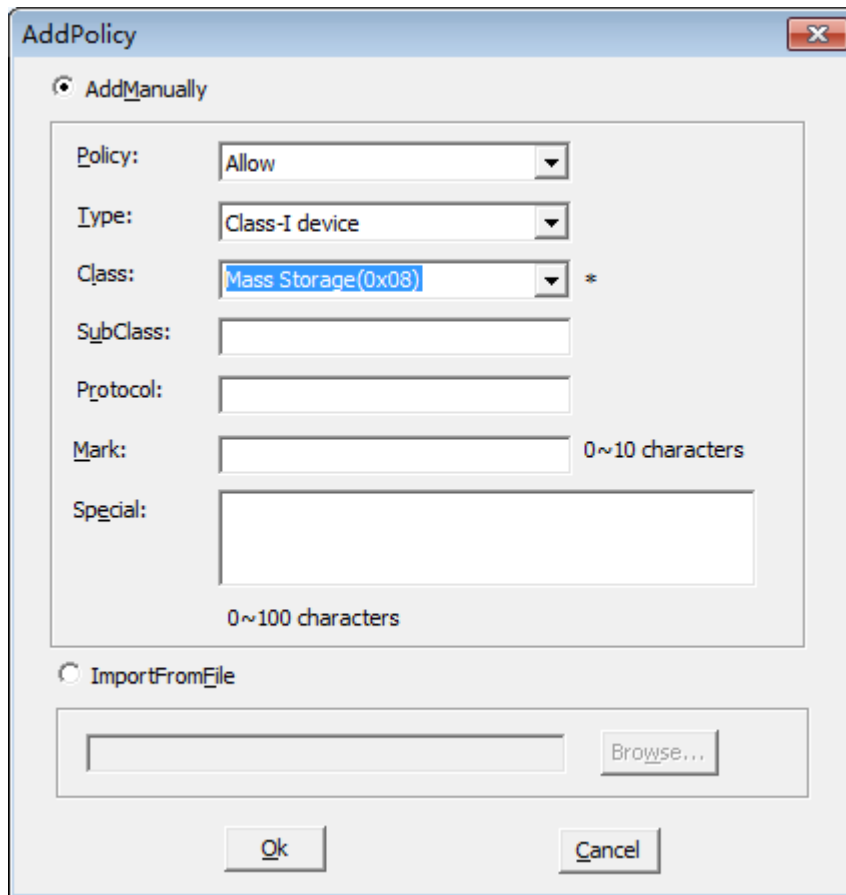 AddPolicy
AddManually
Policy: Allow
Type: Class-I device
Class: Mass Storage(0x08) *
SubClass:
Protocol:
Mark: 0~10 characters
Special:
0~100 characters
ImportFromFile
Browse...
Ok Cancel